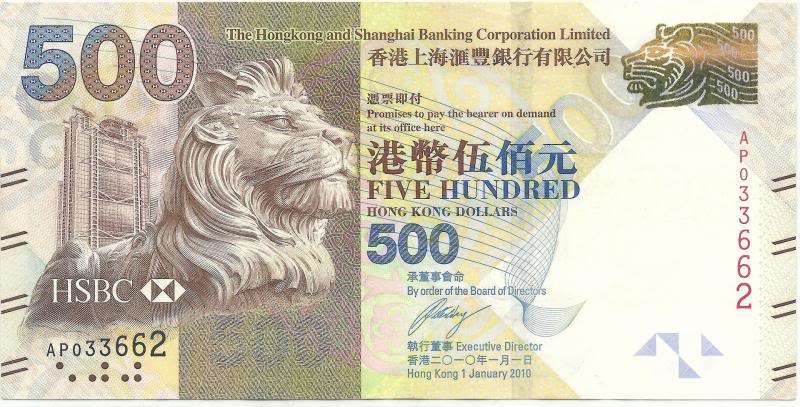 500
The Hongkong and Shanghai Banking Corporation Limited
香港上海滙豐銀行有限公司
憑票即付
Promises to pay the bearer on demand
at its office here
港幣伍佰元
FIVE HUNDRED
HONG KONG DOLLARS
500
承董事會命
By order of the Board of Directors
執行董事 Executive Director
香港二〇一〇年一月一日
Hong Kong 1 January 2010
HSBC
AP033662
500
500
500
500
AP033662